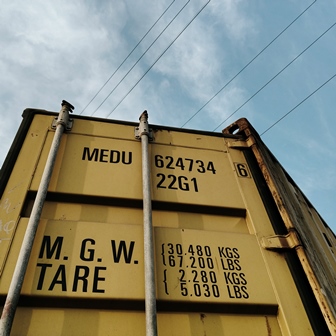 MEDU 624734 6
22G1
M. G. W. {30.480 KGS
{67.200 LBS
TARE { 2.280 KGS
{ 5.030 LBS